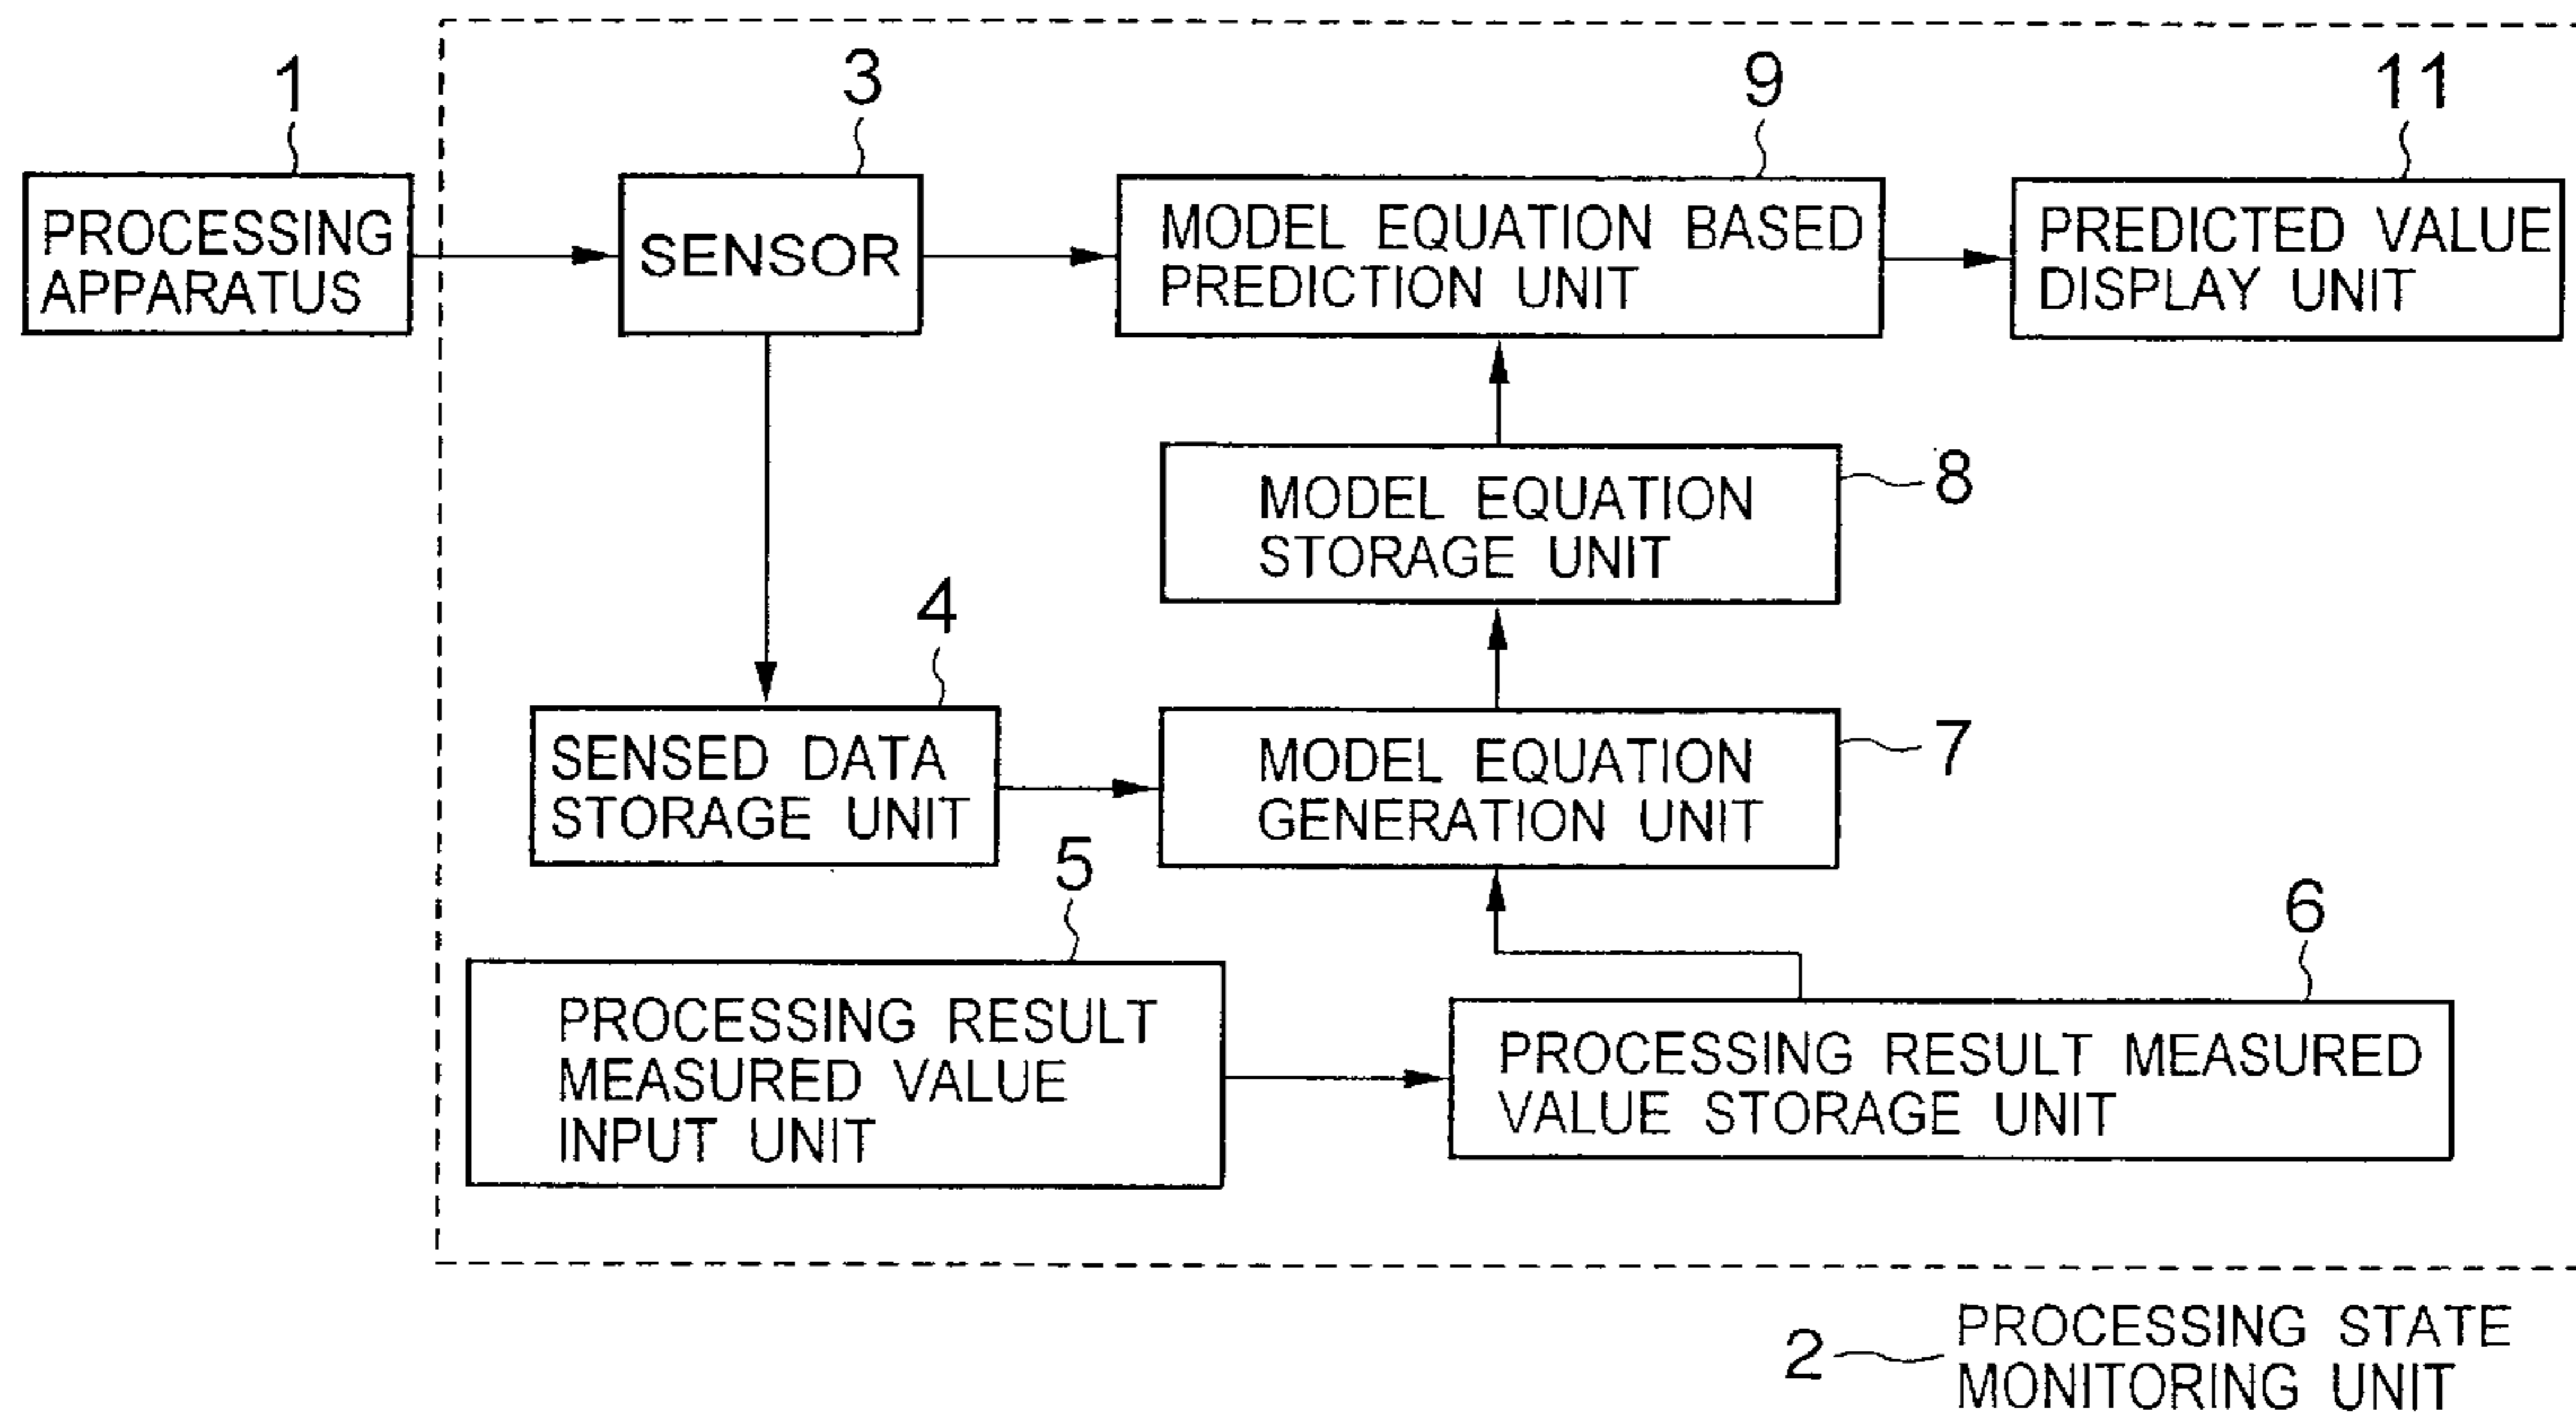 1
3
9
11
PROCESSING
APPARATUS
SENSOR
MODEL EQUATION BASED
PREDICTION UNIT
PREDICTED VALUE
DISPLAY UNIT
MODEL EQUATION
STORAGE UNIT
8
4
SENSED DATA
STORAGE UNIT
MODEL EQUATION
GENERATION UNIT
7
5
6
PROCESSING RESULT
MEASURED VALUE
INPUT UNIT
PROCESSING RESULT MEASURED
VALUE STORAGE UNIT
2
PROCESSING STATE
MONITORING UNIT